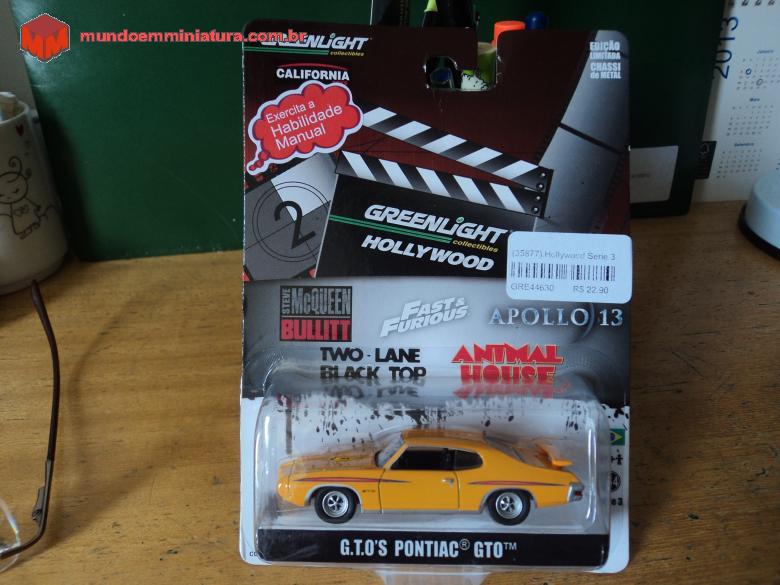 mundoemminiatura.com.br
GREENLIGHT
collectibles
EDIÇÃO
LIMITADA
CHASSI
de METAL
2013
CALIFORNIA
Exercita a
Habilidade
Manual
2
GREENLIGHT
collectibles
HOLLYWOOD
(35877) Hollywood Serie 3
GRE44630 R$ 22.90
STEVE McQUEEN
BULLITT
FAST &
FURIOUS
APOLLO 13
TWO-LANE
BLACK TOP
ANIMAL
HOUSE
G.T.O'S PONTIAC® GTO™